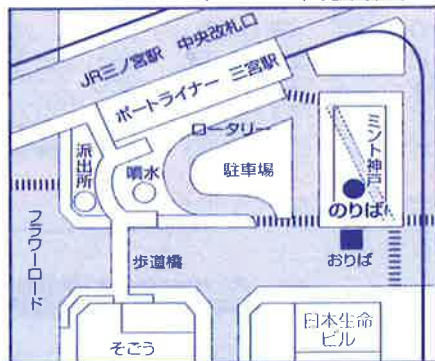 JR三ノ宮駅 中央改札口
ポートライナー 三宮駅
ロータリー
ミント神戸
派出所
噴水
駐車場
のりば
フラワーロード
歩道橋
おりば
そごう
日本生命
ビル